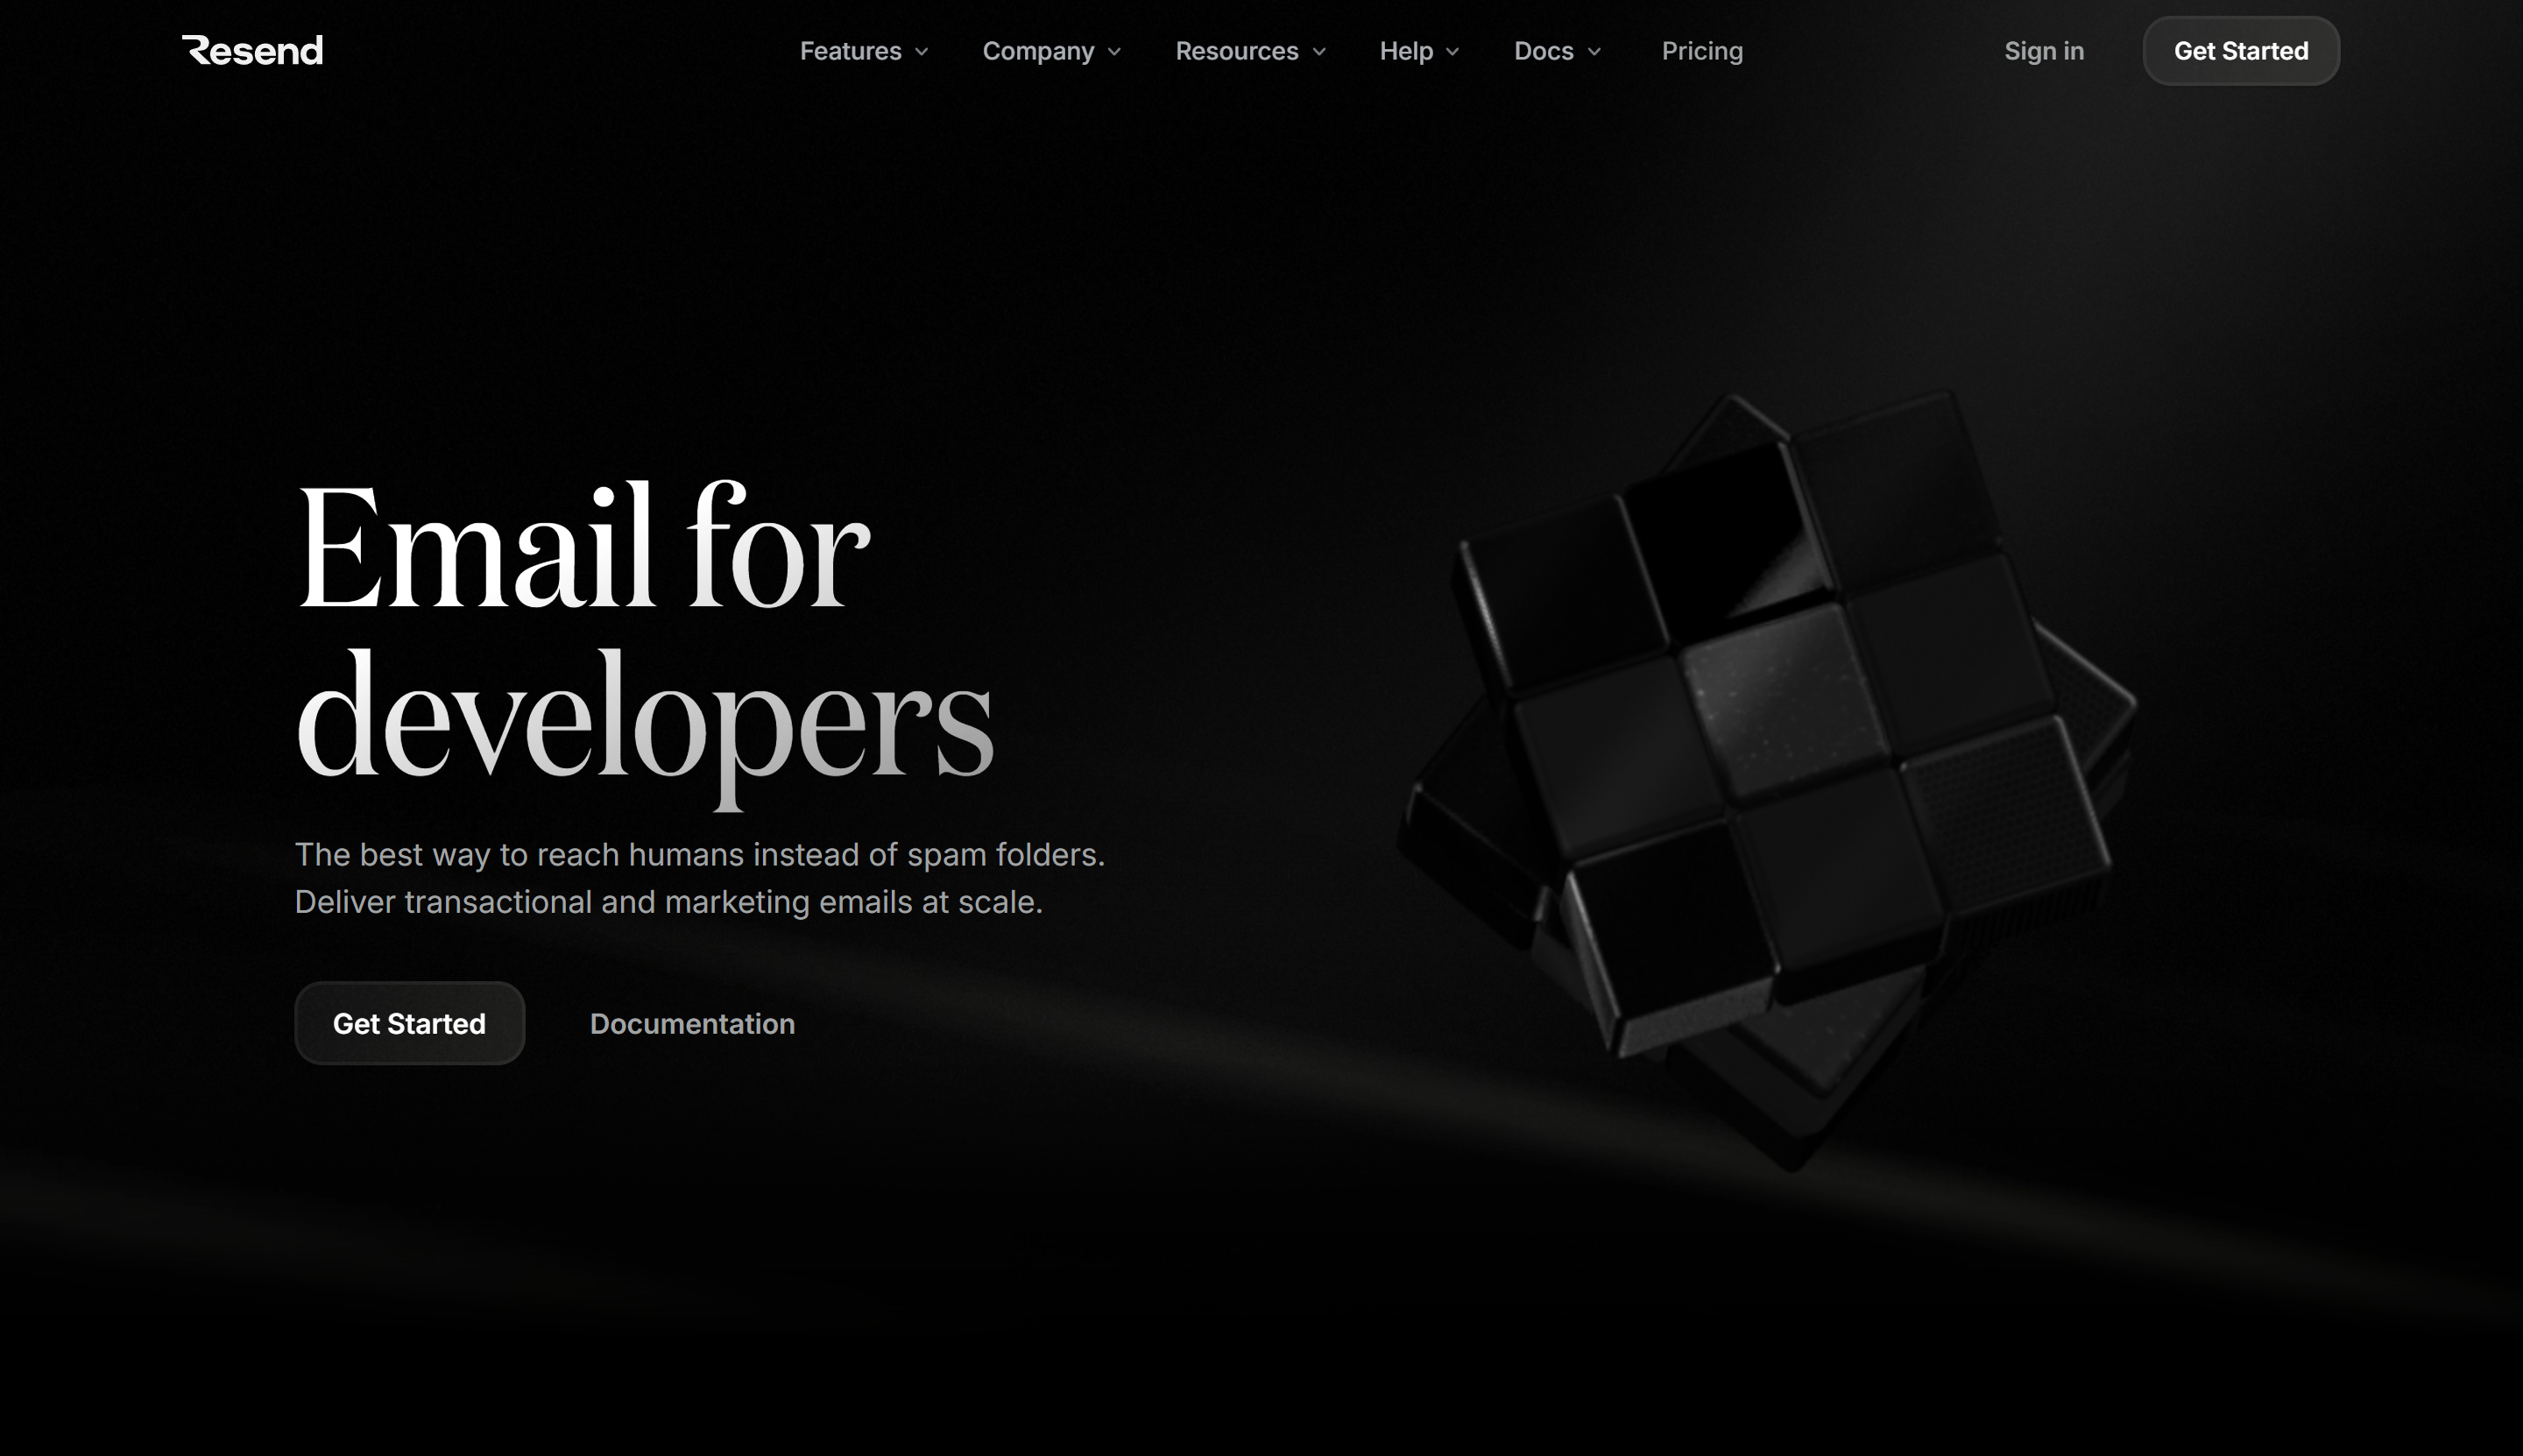 Resend
Features
Company
Resources
Help
Docs
Pricing
Sign in
Get Started
Email for
developers
The best way to reach humans instead of spam folders.
Deliver transactional and marketing emails at scale.
Get Started
Documentation